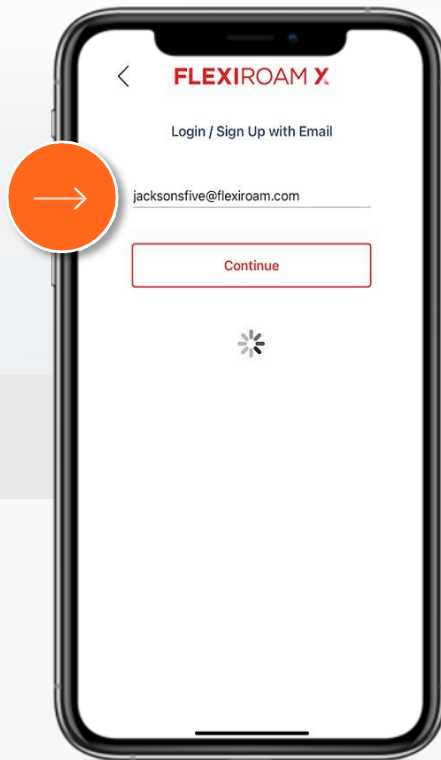 FLEXIROAM X
Login / Sign Up with Email
jacksonsfive@flexiroam.com
Continue